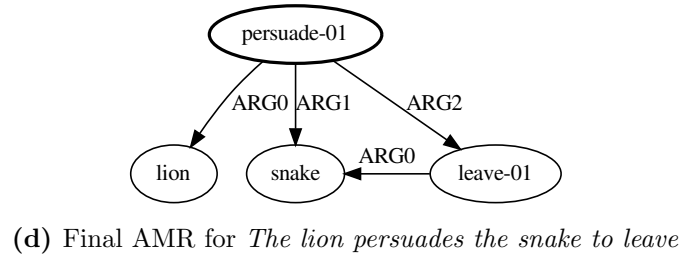 persuade-01
ARG0 ARG1 ARG2
lion snake ARG0 leave-01
(d) Final AMR for The lion persuades the snake to leave